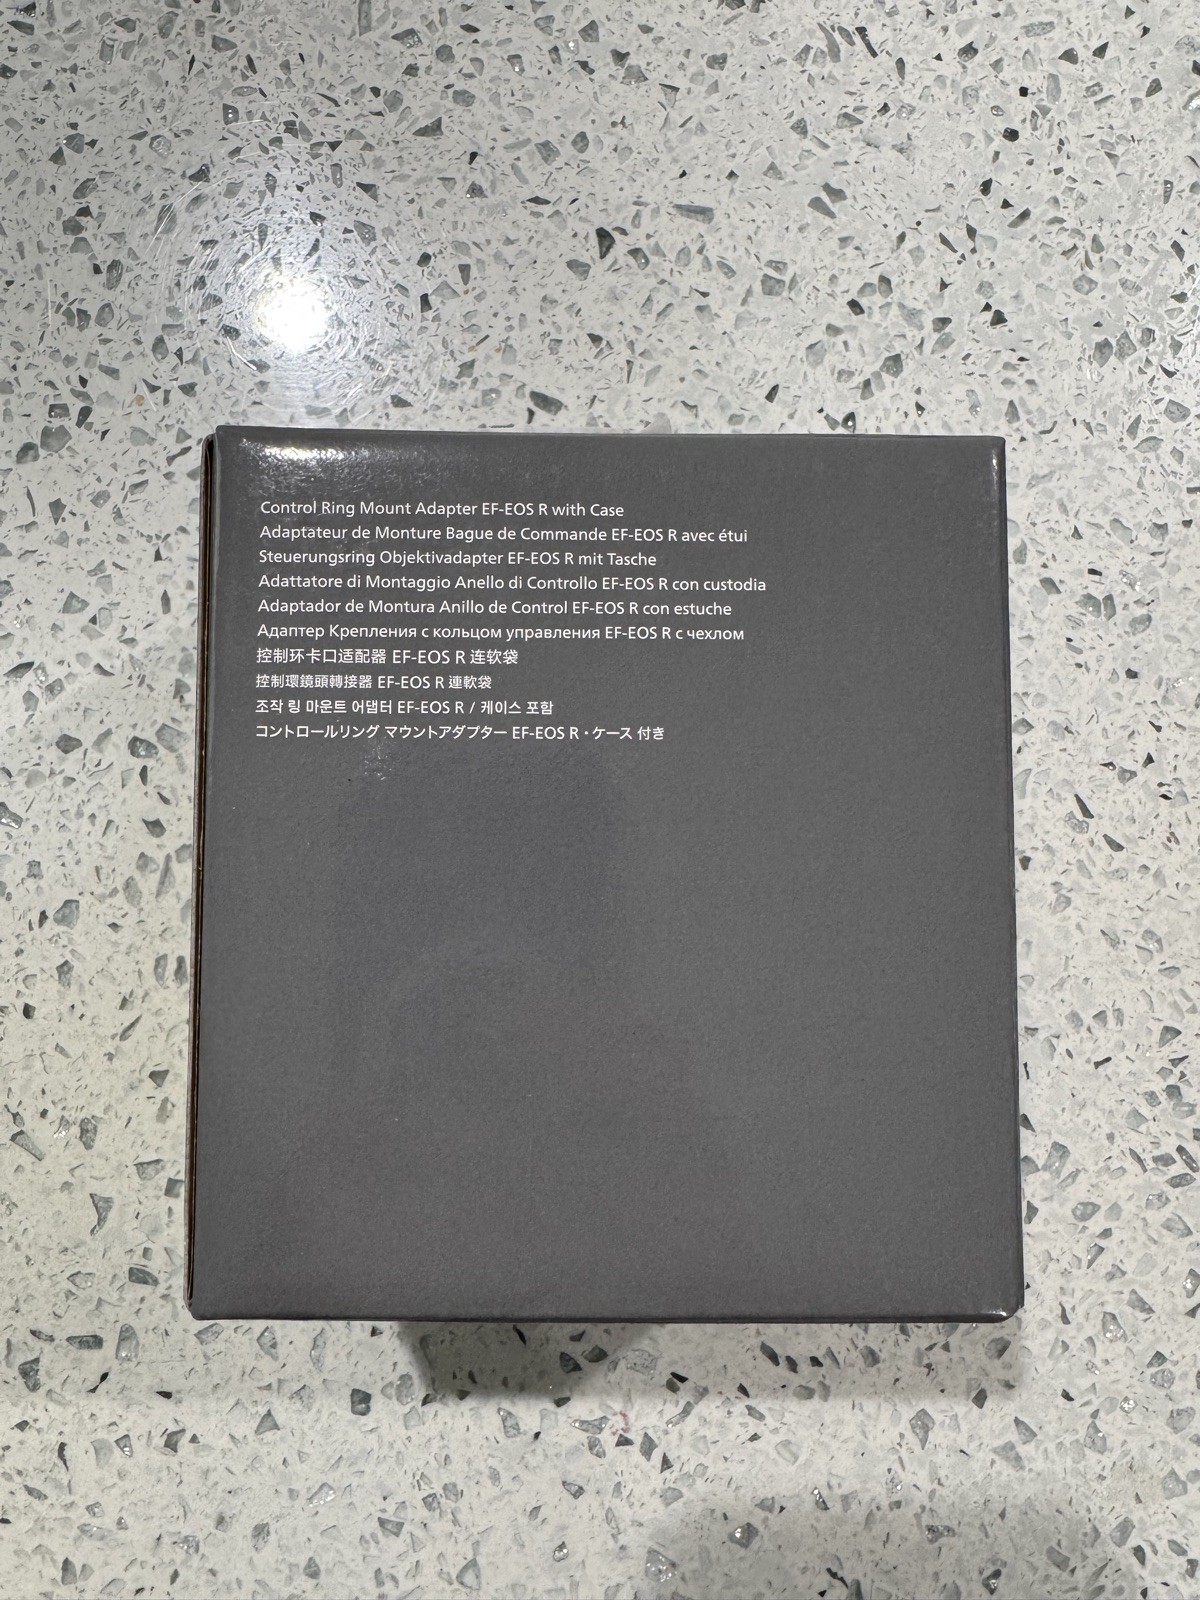 Control Ring Mount Adapter EF-EOS R with Case
Adaptateur de Monture Bague de Commande EF-EOS R avec étui
Steuerungsring Objektivadapter EF-EOS R mit Tasche
Adattatore di Montaggio Anello di Controllo EF-EOS R con custodia
Adaptador de Montura Anillo de Control EF-EOS R con estuche
Адаптер Крепления с кольцом управления EF-EOS R с чехлом
控制环卡口适配器 EF-EOS R 连软袋
控制環鏡頭轉接器 EF-EOS R 連軟袋
조작 링 마운트 어댑터 EF-EOS R / 케이스 포함
コントロールリング マウントアダプター EF-EOS R・ケース 付き